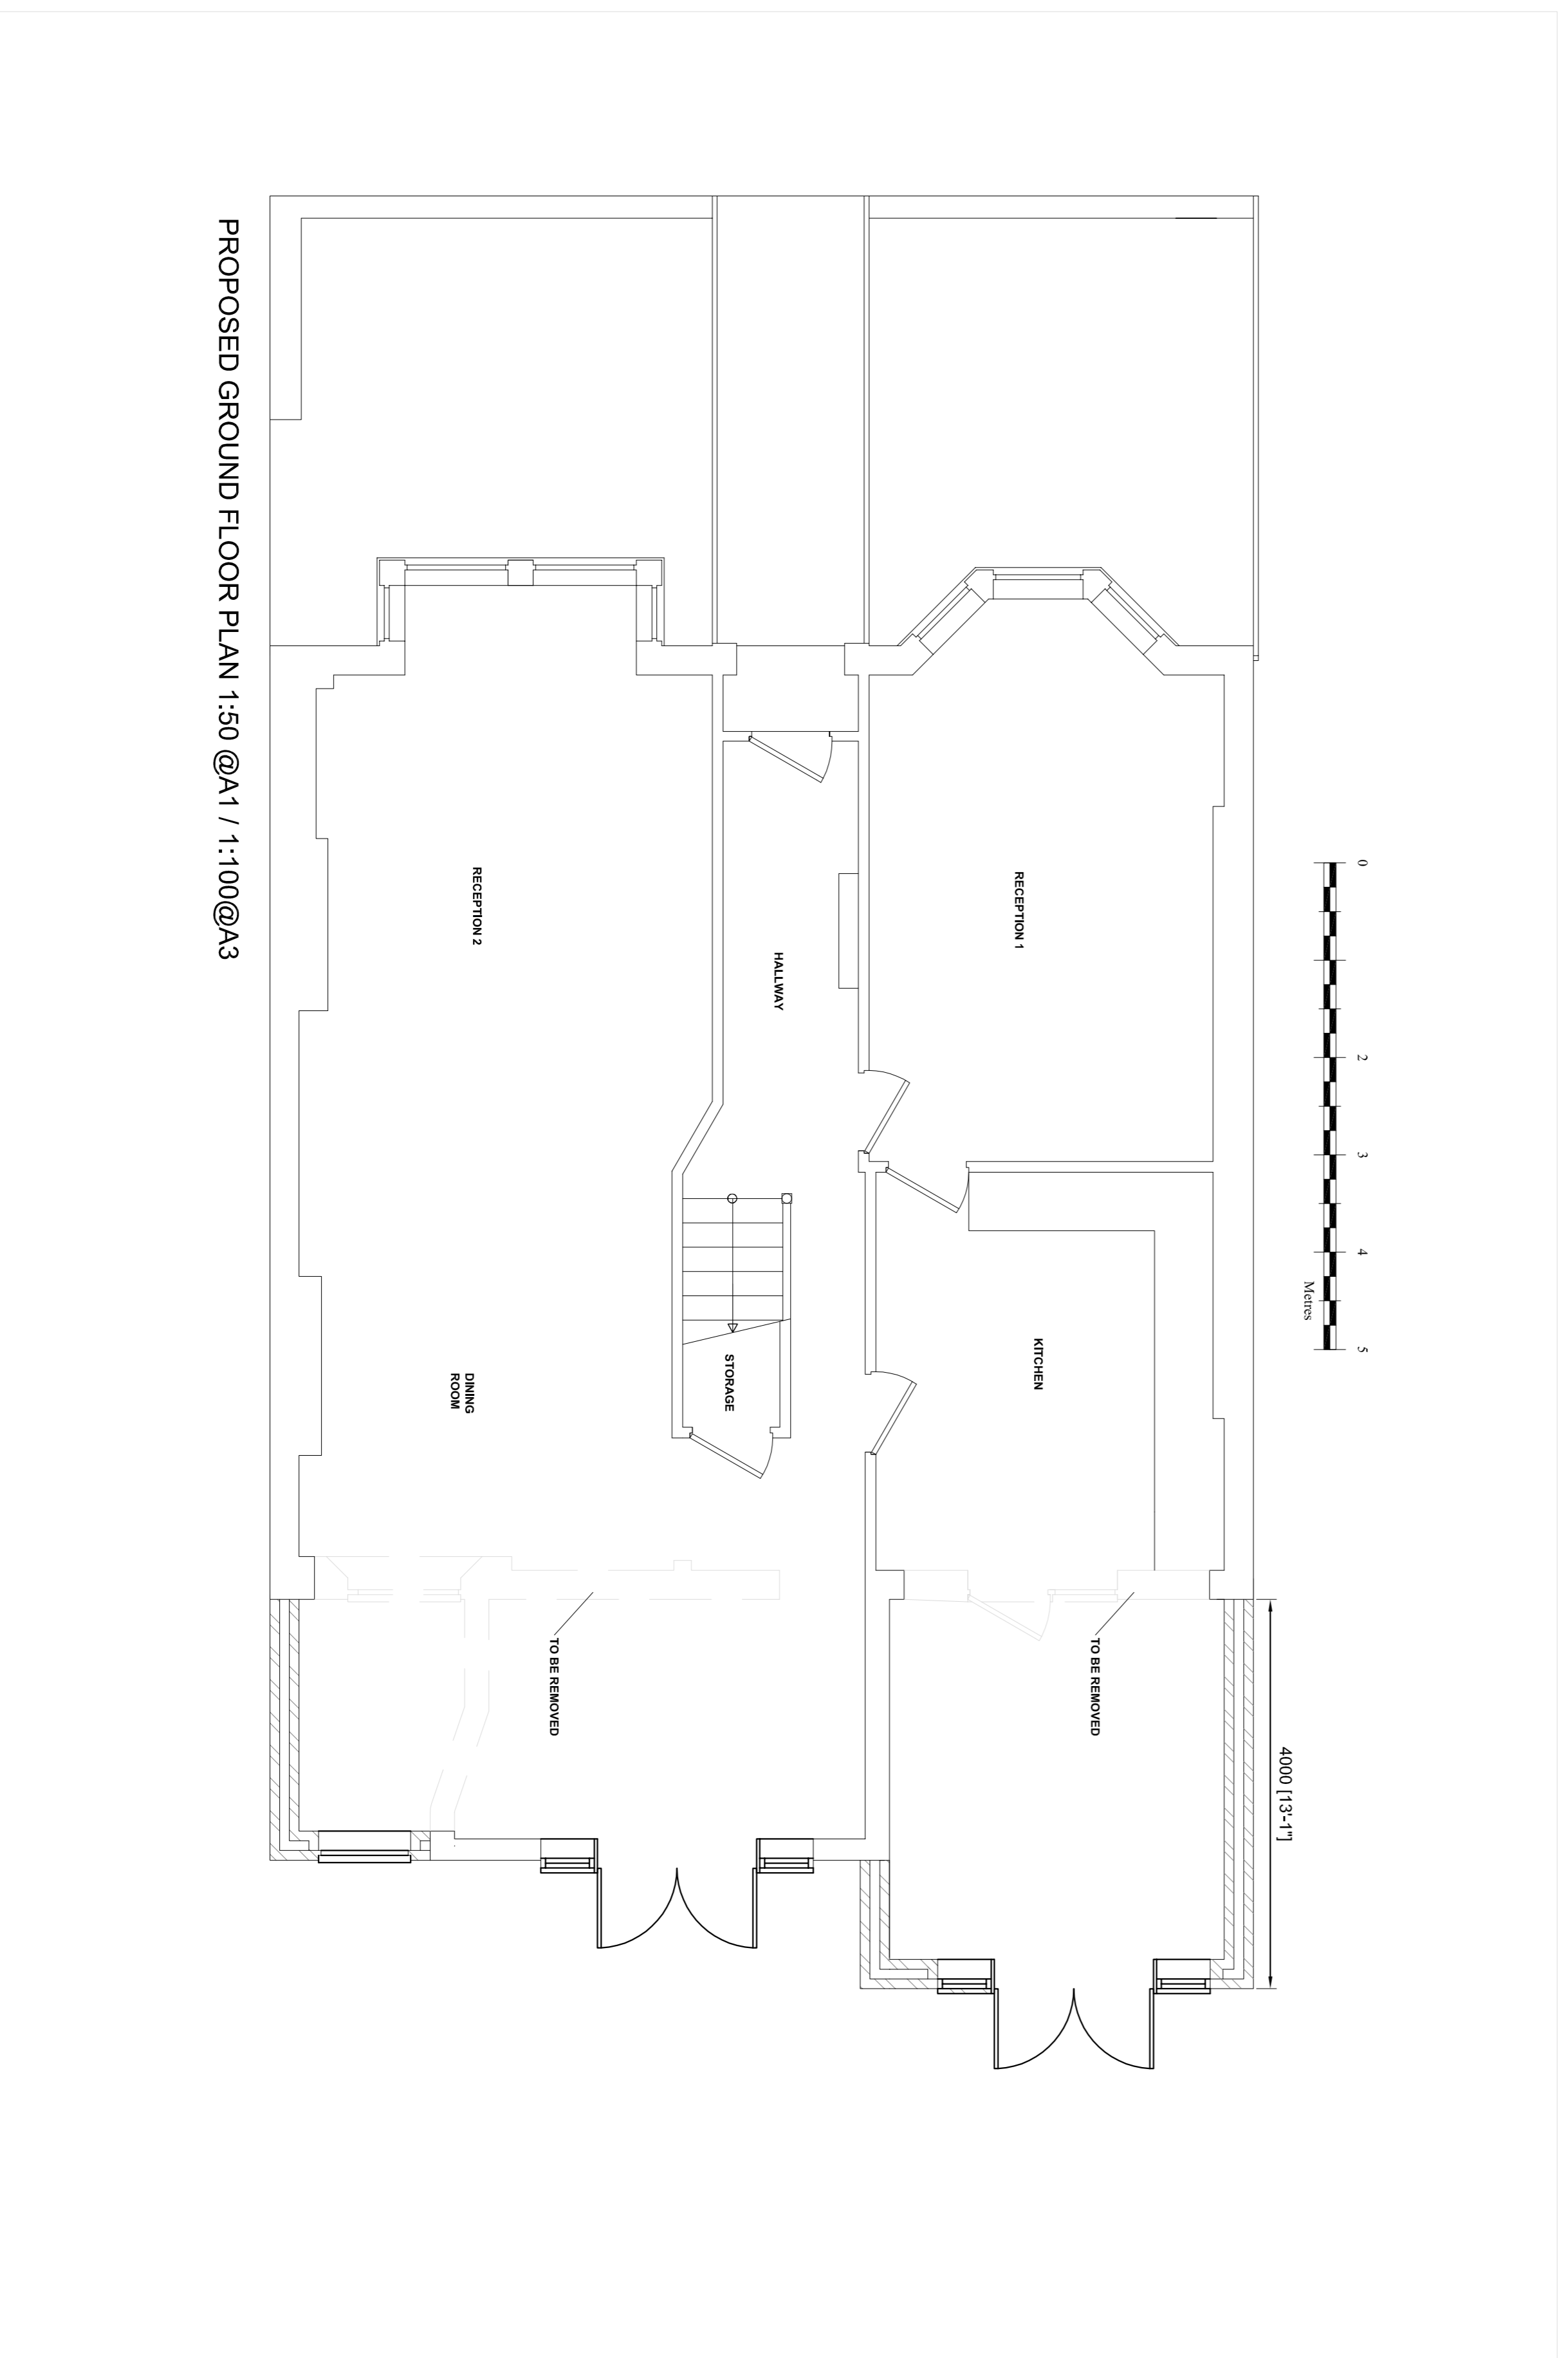 0
2
3
4
5
Metres
4000 [13'-1"]
RECEPTION 1
KITCHEN
TO BE REMOVED
HALLWAY
STORAGE
RECEPTION 2
DINING
ROOM
TO BE REMOVED
PROPOSED GROUND FLOOR PLAN 1:50 @A1 / 1:100@A3